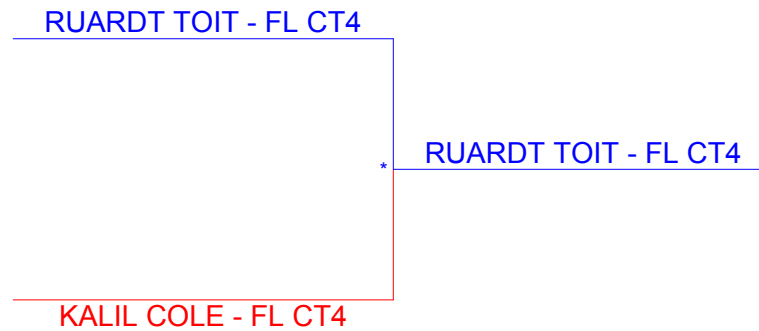 RUARDT TOIT - FL CT4
* RUARDT TOIT - FL CT4
KALIL COLE - FL CT4